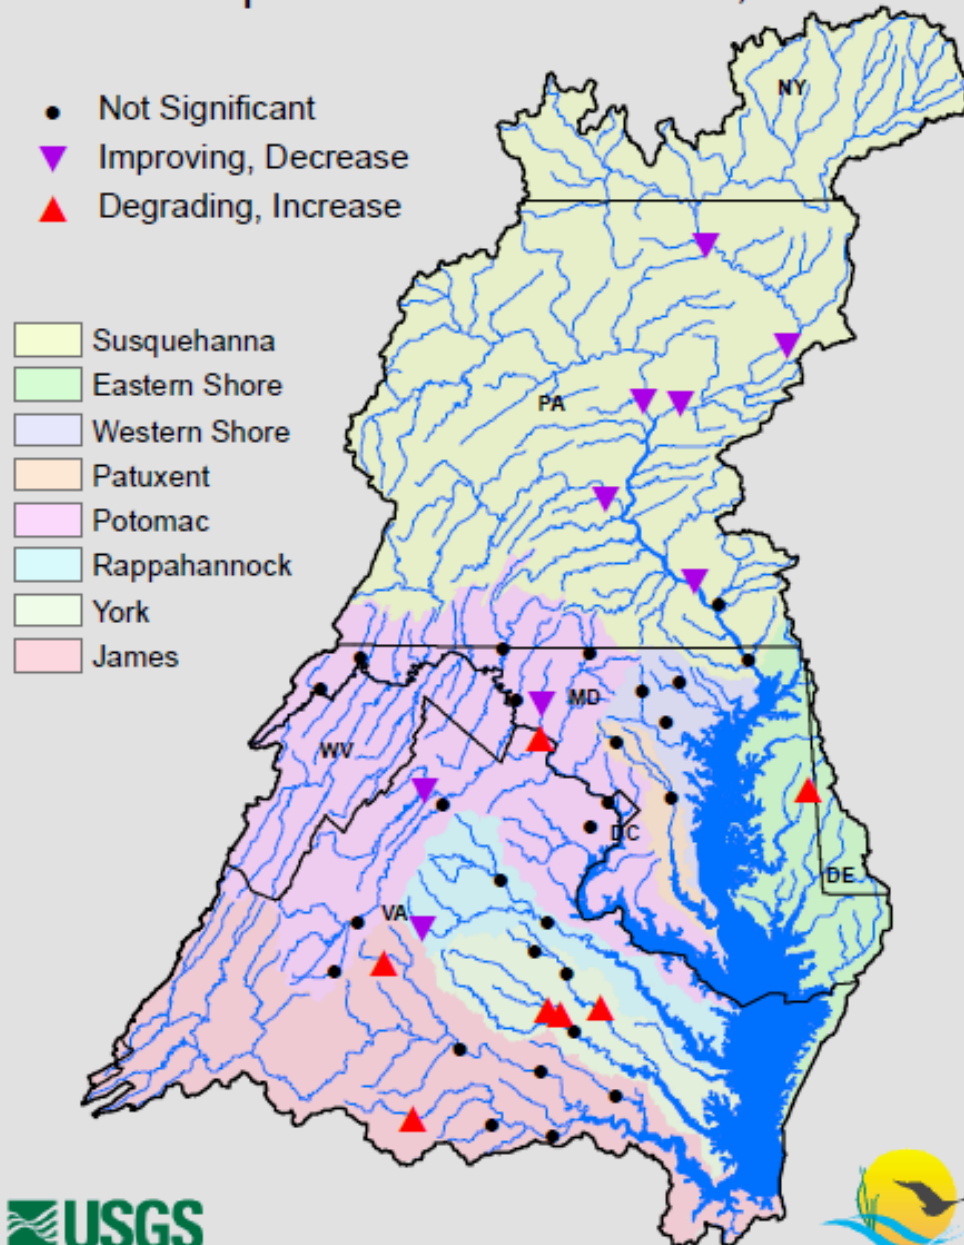 Not Significant
Improving, Decrease
Degrading, Increase
Susquehanna
Eastern Shore
Western Shore
Patuxent
Potomac
Rappahannock
York
James
NY
PA
MD
WV
DC
DE
VA
USGS